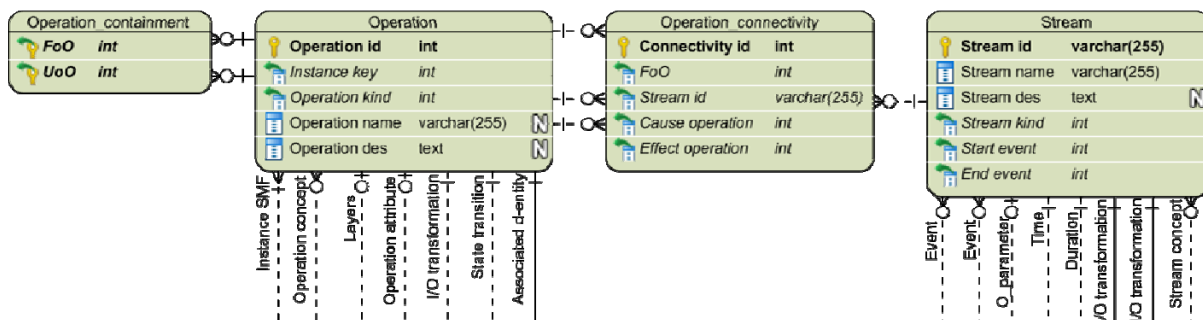 Operation_containment
FoO int
UoO int
Operation
Operation id int
Instance key int
Operation kind int
Operation name varchar(255) N
Operation des text N
Operation_connectivity
Connectivity id int
FoO int
Stream id varchar(255)
Cause operation int
Effect operation int
Stream
Stream id varchar(255)
Stream name varchar(255)
Stream des text N
Stream kind int
Start event int
End event int
Instance SMF
Operation concept
Layers
Operation attribute
I/O transformation
State transition
Associated d-entity
Event
Event
O_parameter
Time
Duration
I/O transformation
I/O transformation
Stream concept